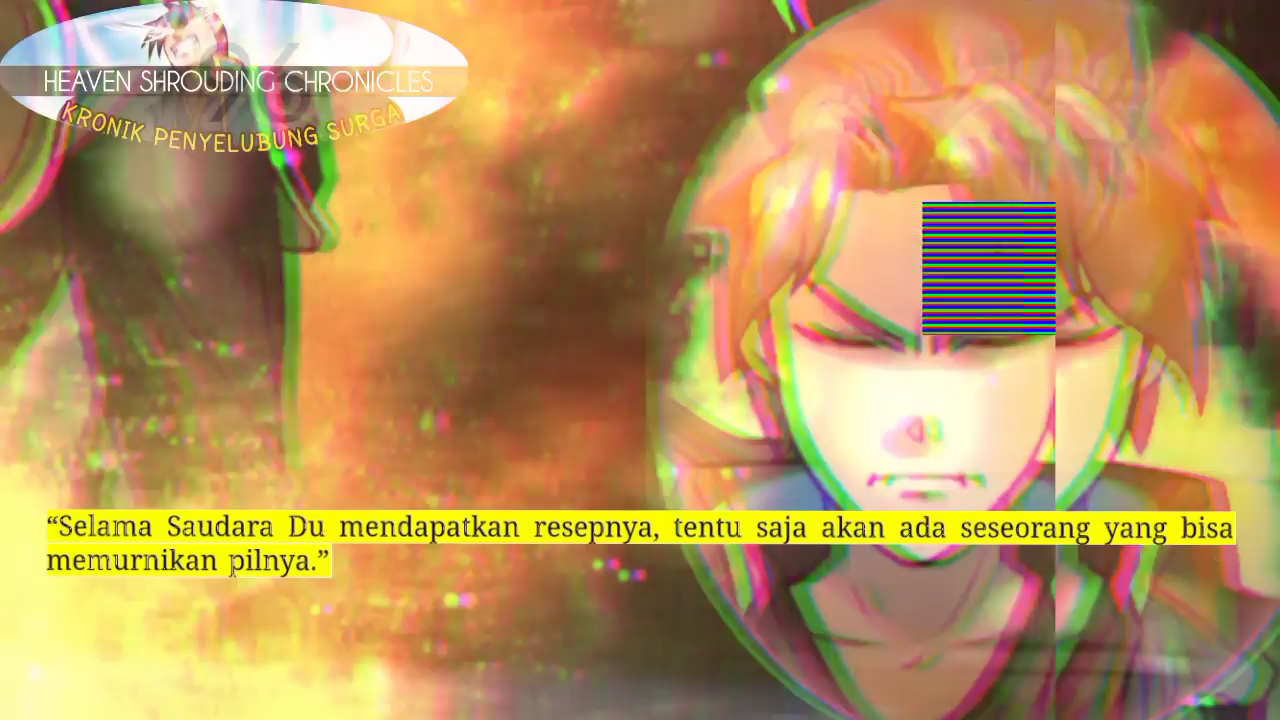 HEAVEN SHROUDING CHRONICLES
KRONIK PENYELUBUNG SURGA
“Selama Saudara Du mendapatkan resepnya, tentu saja akan ada seseorang yang bisa
memurnikan pilnya.”